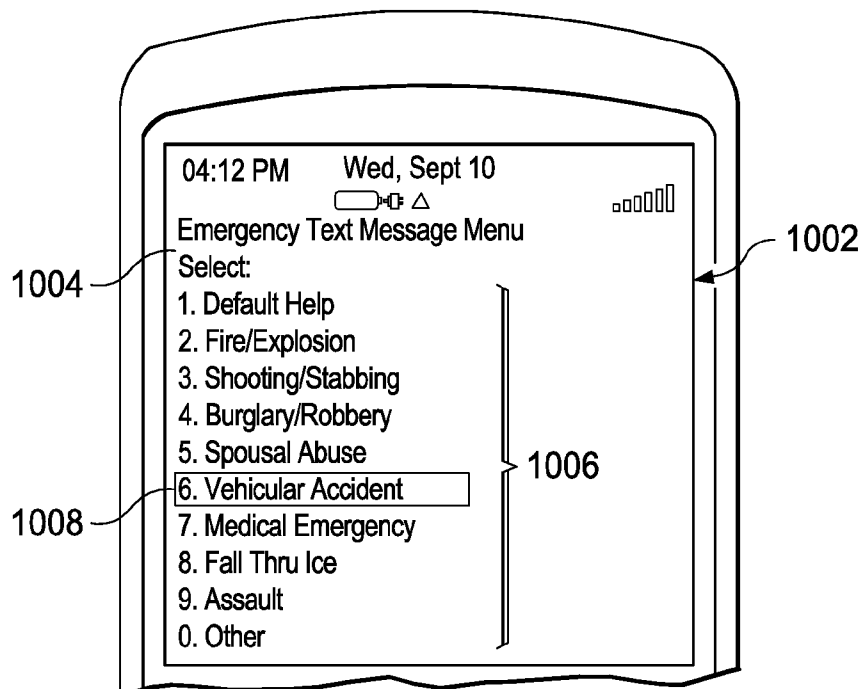 04:12 PM Wed, Sept 10
Emergency Text Message Menu
Select:
1. Default Help
2. Fire/Explosion
3. Shooting/Stabbing
4. Burglary/Robbery
5. Spousal Abuse
6. Vehicular Accident
7. Medical Emergency
8. Fall Thru Ice
9. Assault
0. Other
1002
1004
1006
1008